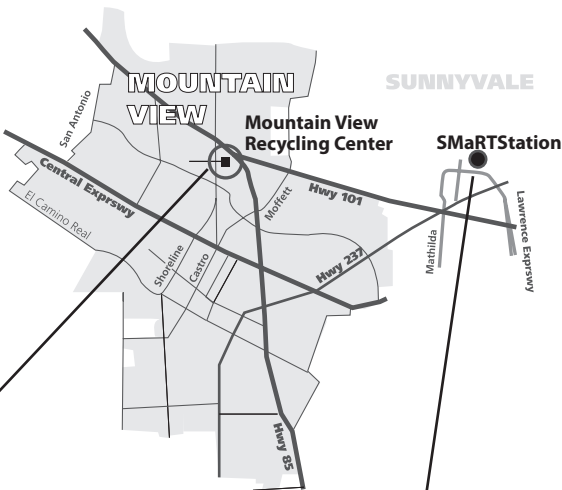 MOUNTAIN
VIEW
SUNNYVALE
Mountain View
Recycling Center
SMaRTStation
San Antonio
Central Exprswy
El Camino Real
Hwy 101
Moffett
Shoreline
Castro
Hwy 237
Mathilda
Lawrence Exprswy
Hwy 85